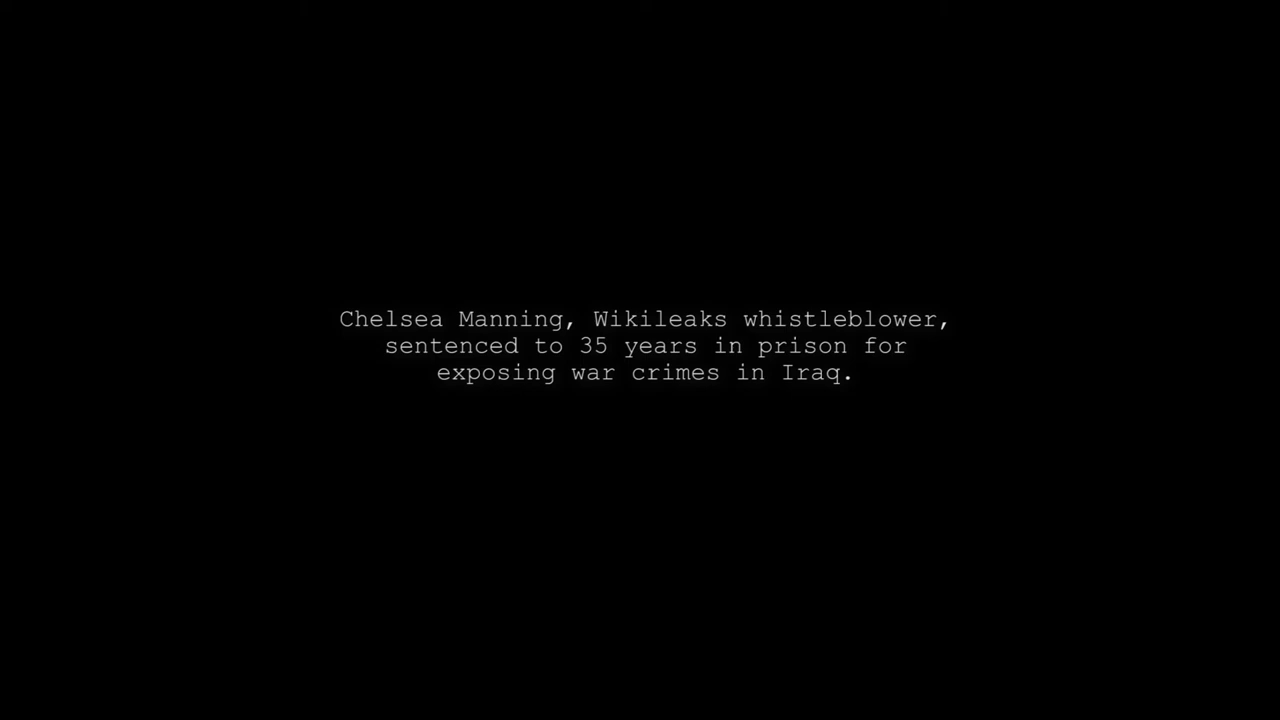 Chelsea Manning, Wikileaks whistleblower,
sentenced to 35 years in prison for
exposing war crimes in Iraq.